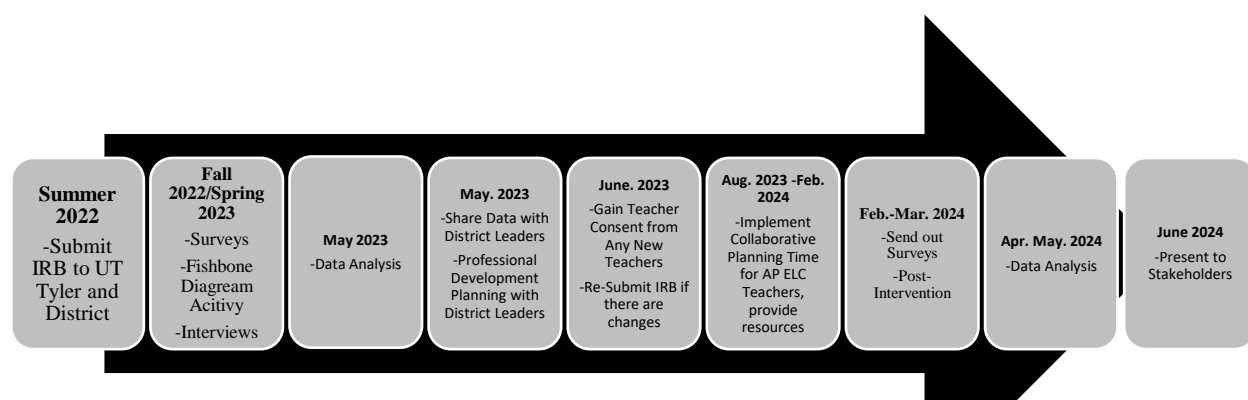 Summer
2022
-Submit
IRB to UT
Tyler and
District
Fall
2022/Spring
2023
-Surveys
-Fishbone
Diagream
Acitivy
-Interviews
May 2023
-Data Analysis
May. 2023
-Share Data with
District Leaders
-Professional
Development
Planning with
District Leaders
June. 2023
-Gain Teacher
Consent from
Any New
Teachers
-Re-Submit IRB if
there are
changes
Aug. 2023 -Feb.
2024
-Implement
Collaborative
Planning Time
for AP ELC
Teachers,
provide
resources
Feb.-Mar. 2024
-Send out
Surveys
-Post-
Intervention
Apr. May. 2024
-Data Analysis
June 2024
-Present to
Stakeholders